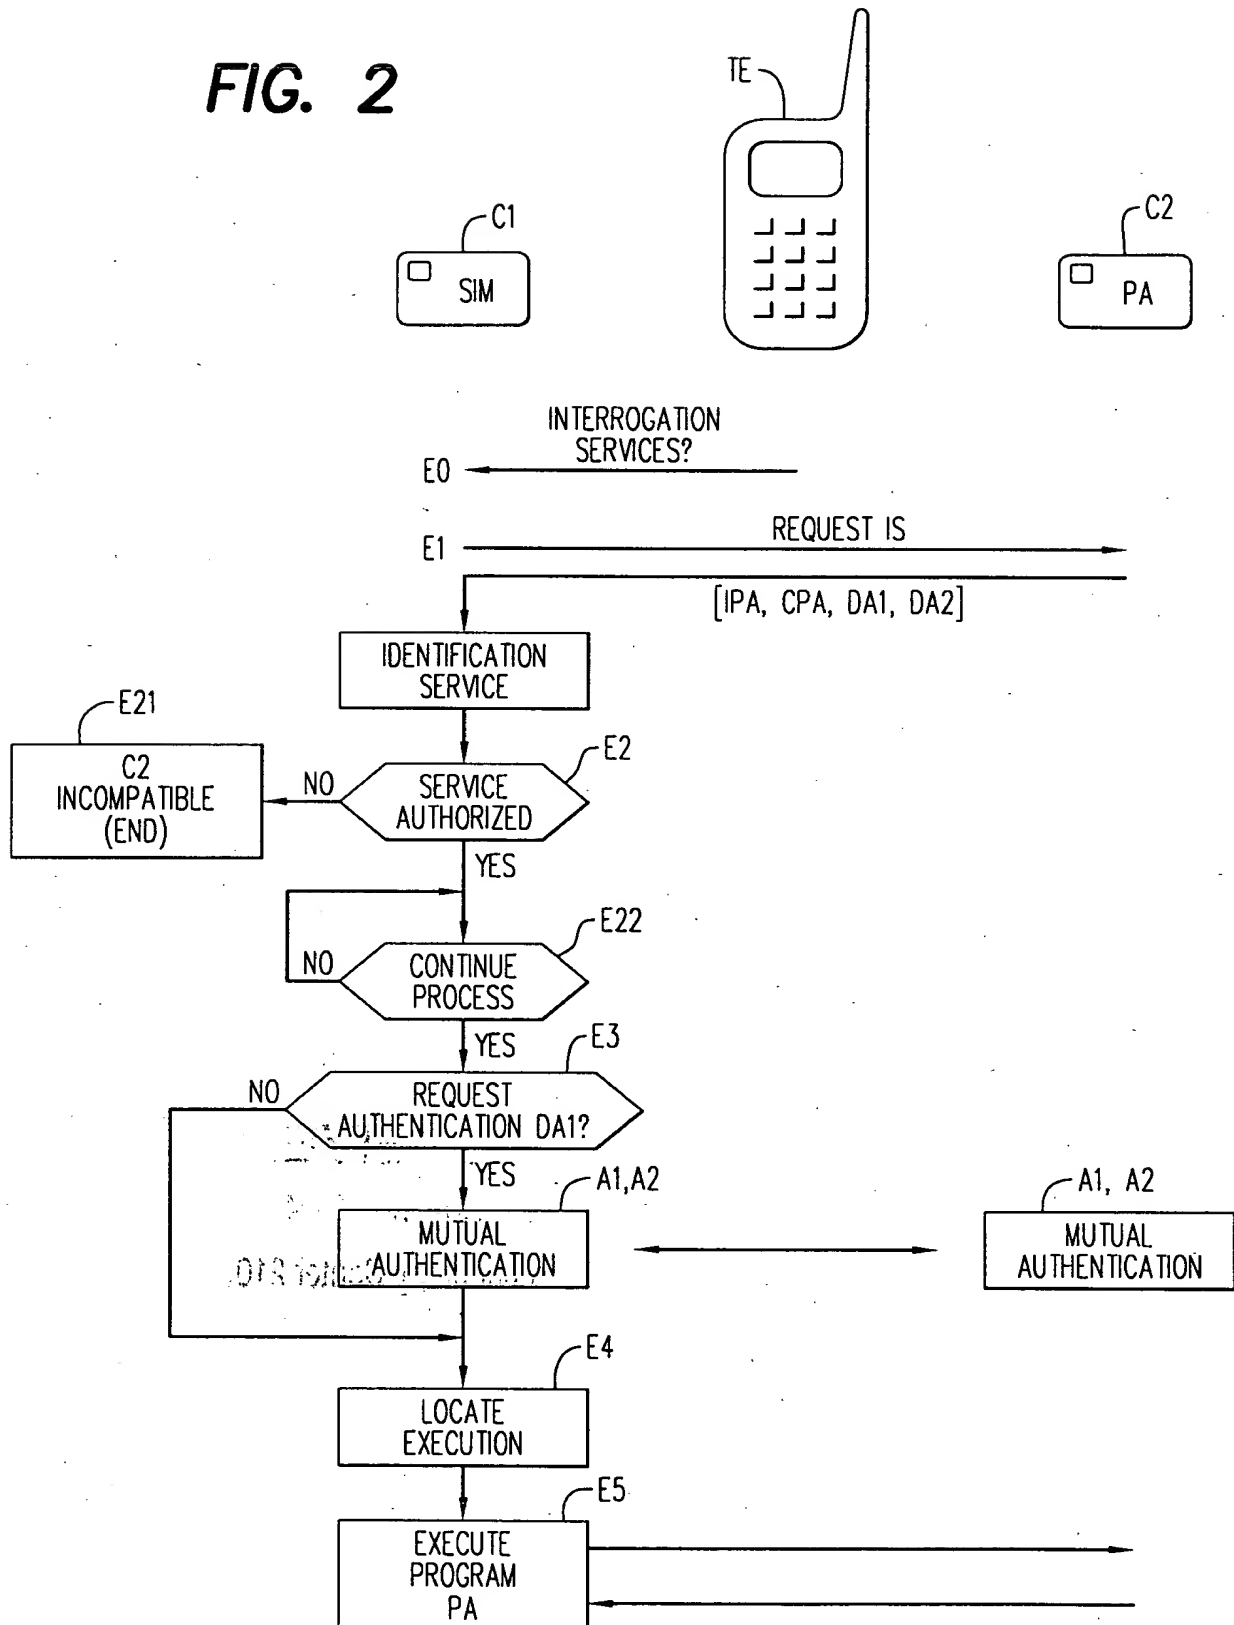 FIG. 2
TE
C1
C2
SIM
PA
INTERROGATION
SERVICES?
E0
REQUEST IS
E1
[IPA, CPA, DA1, DA2]
IDENTIFICATION
SERVICE
E21
E2
C2
INCOMPATIBLE
(END)
NO
SERVICE
AUTHORIZED
YES
E22
NO
CONTINUE
PROCESS
YES
E3
NO
REQUEST
AUTHENTICATION DA1?
YES
A1,A2
A1, A2
MUTUAL
AUTHENTICATION
MUTUAL
AUTHENTICATION
E4
LOCATE
EXECUTION
E5
EXECUTE
PROGRAM
PA